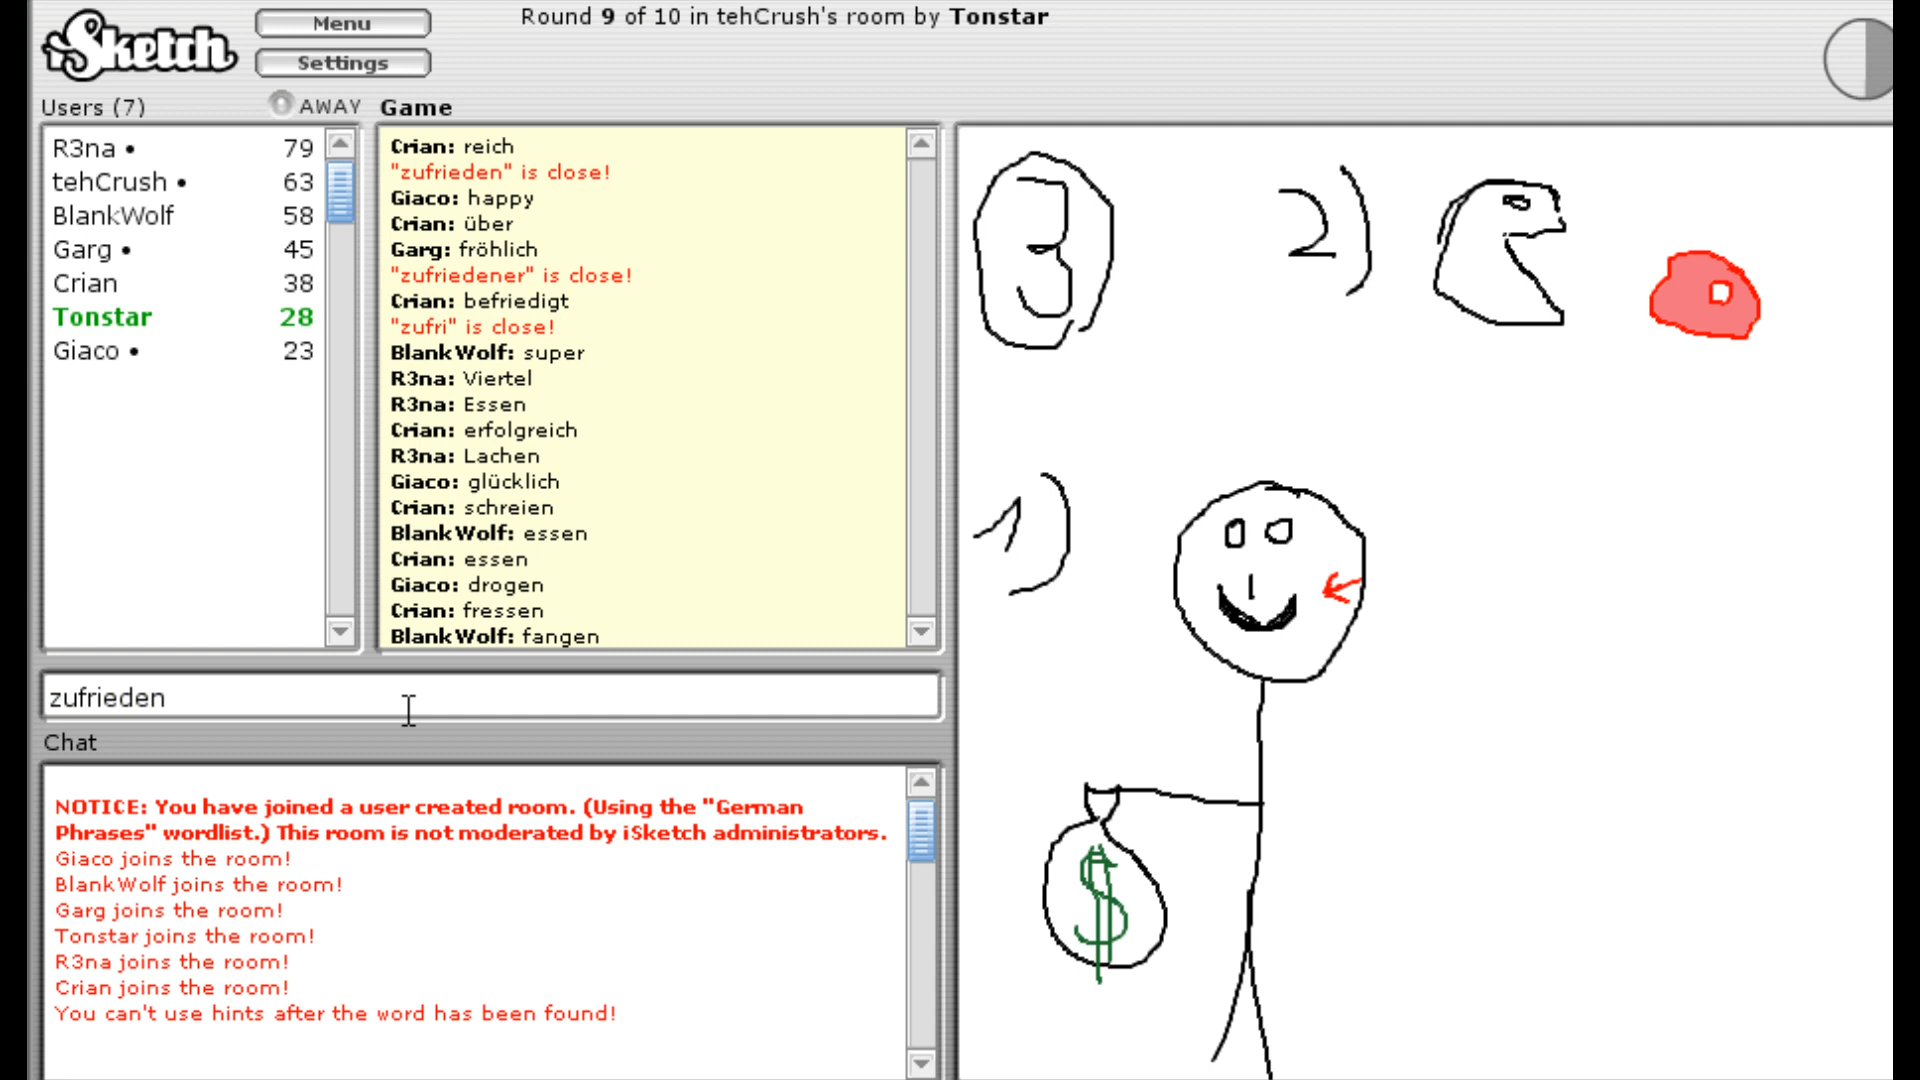 iSketch
Menu
Settings
Round 9 of 10 in tehCrush's room by Tonstar
Users (7)
AWAY
R3na • 79
tehCrush • 63
BlankWolf 58
Garg • 45
Crian 38
Tonstar 28
Giaco • 23
Game
Crian: reich
"zufrieden" is close!
Giaco: happy
Crian: über
Garg: fröhlich
"zufriedener" is close!
Crian: befriedigt
"zufri" is close!
BlankWolf: super
R3na: Viertel
R3na: Essen
Crian: erfolgreich
R3na: Lachen
Giaco: glücklich
Crian: schreien
BlankWolf: essen
Crian: essen
Giaco: drogen
Crian: fressen
BlankWolf: fangen
zufrieden
Chat
NOTICE: You have joined a user created room. (Using the "German
Phrases" wordlist.) This room is not moderated by iSketch administrators.
Giaco joins the room!
BlankWolf joins the room!
Garg joins the room!
Tonstar joins the room!
R3na joins the room!
Crian joins the room!
You can't use hints after the word has been found!
3
2)
1)
$